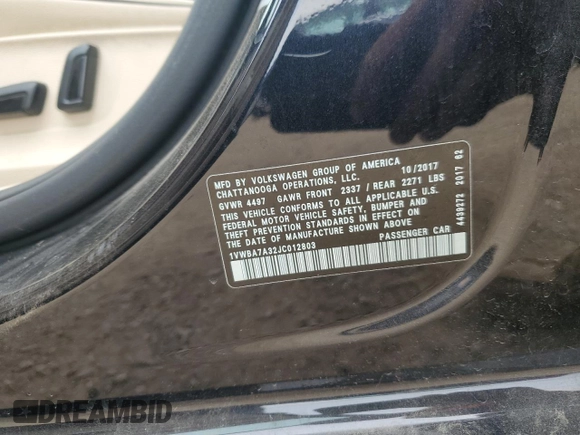 MFD BY VOLKSWAGEN GROUP OF AMERICA
CHATTANOOGA OPERATIONS, LLC. 10/2017
GVWR 4497 GAWR FRONT 2337 / REAR 2271 LBS
THIS VEHICLE CONFORMS TO ALL APPLICABLE U.S.
FEDERAL MOTOR VEHICLE SAFETY, BUMPER AND
THEFT PREVENTION STANDARDS IN EFFECT
ON THE DATE OF MANUFACTURE SHOWN ABOVE
1VWBA7A32JC012803 PASSENGER CAR
4439272 2017 02
DREAMBID